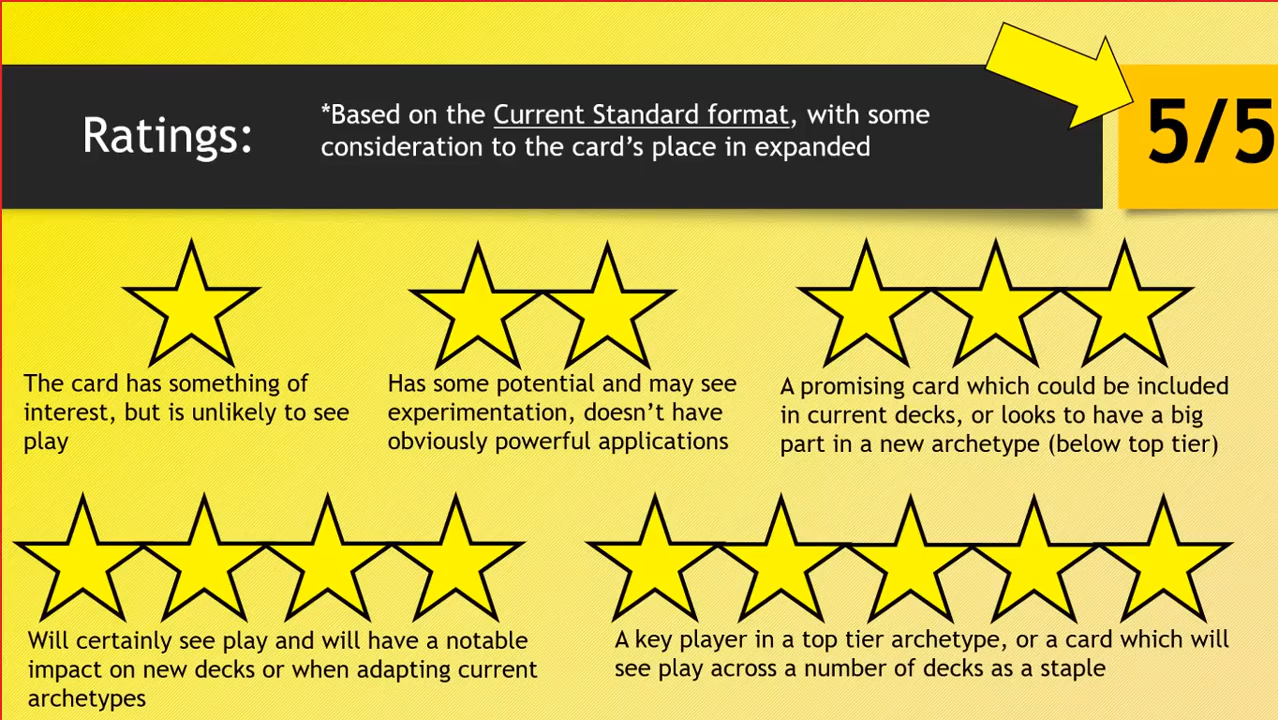 Ratings:
*Based on the Current Standard format, with some
consideration to the card's place in expanded
5/5
The card has something of
interest, but is unlikely to see
play
Has some potential and may see
experimentation, doesn't have
obviously powerful applications
A promising card which could be included
in current decks, or looks to have a big
part in a new archetype (below top tier)
Will certainly see play and will have a notable
impact on new decks or when adapting current
archetypes
A key player in a top tier archetype, or a card which will
see play across a number of decks as a staple